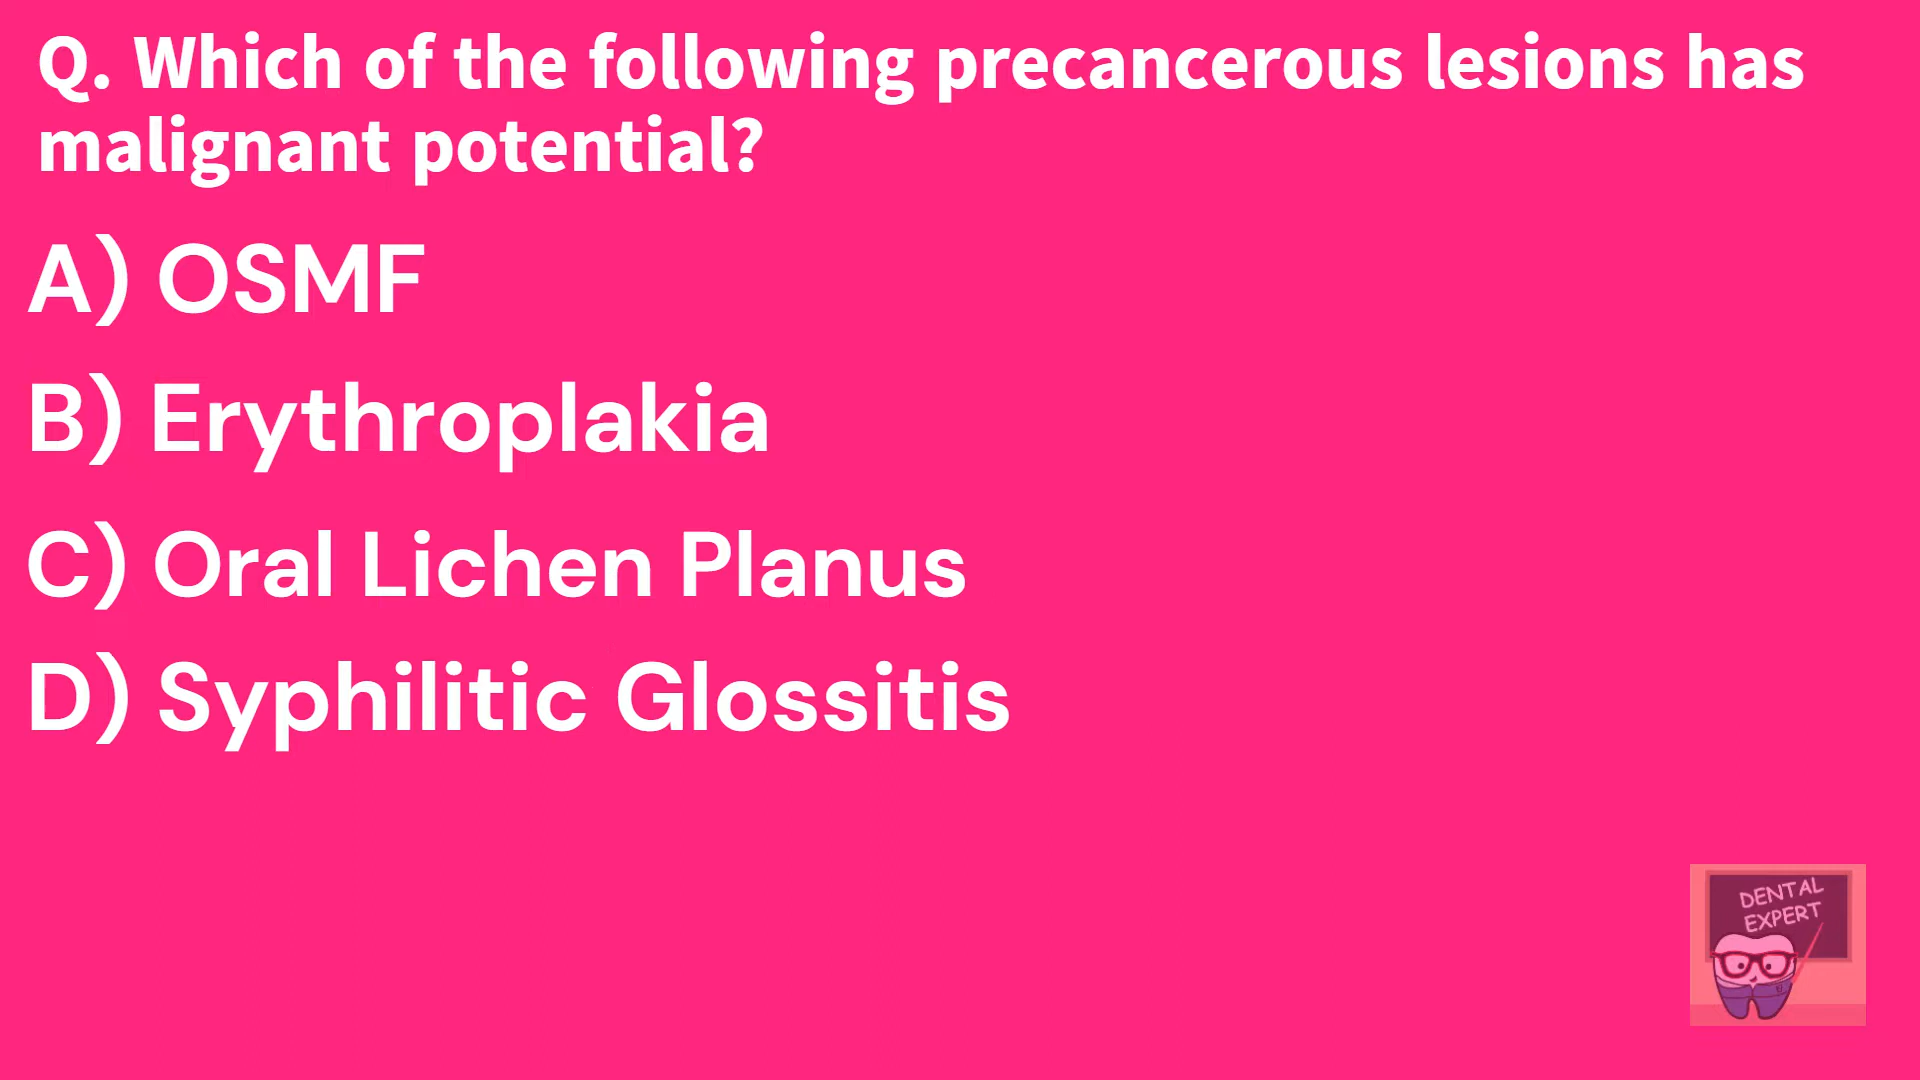 Q. Which of the following precancerous lesions has
malignant potential?
A) OSMF
B) Erythroplakia
C) Oral Lichen Planus
D) Syphilitic Glossitis
DENTAL
EXPERT